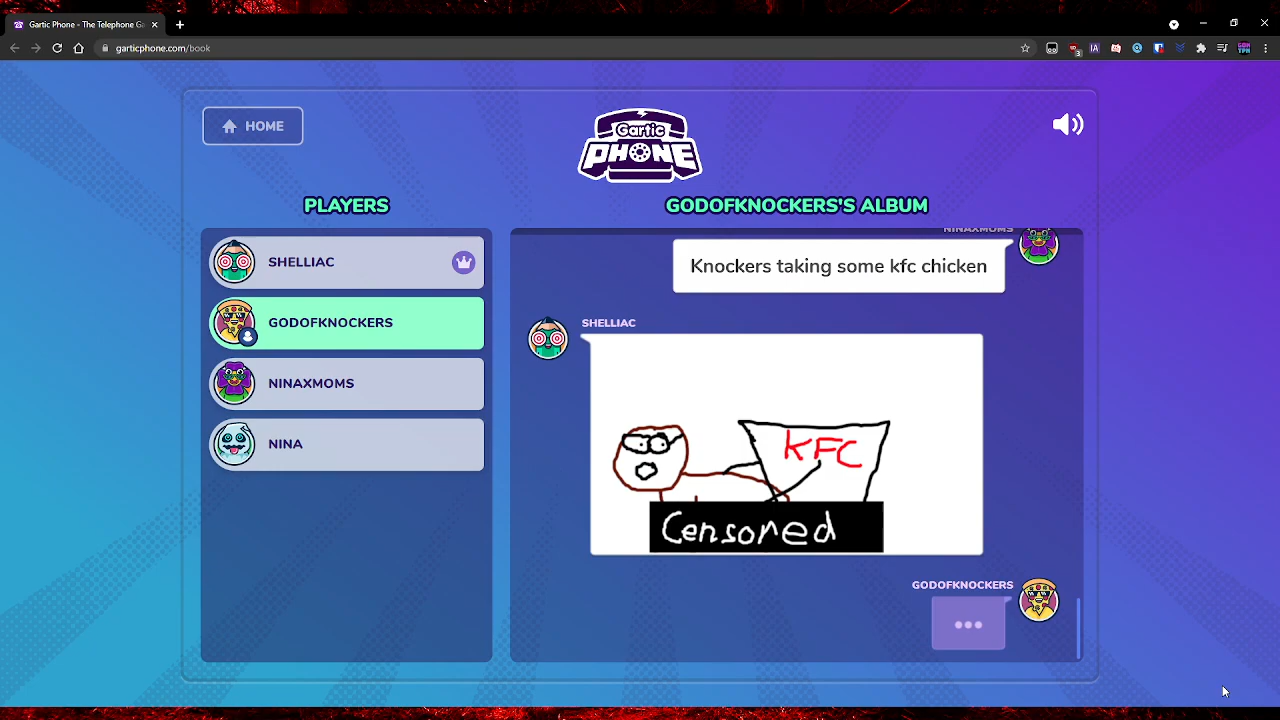 Gartic Phone - The Telephone Ga
garticphone.com/book
HOME
Gartic
PHONE
PLAYERS
GODOFKNOCKERS'S ALBUM
SHELLIAC
GODOFKNOCKERS
NINAXMOMS
NINA
NINAXMOMS
Knockers taking some kfc chicken
SHELLIAC
KFC
Censored
GODOFKNOCKERS